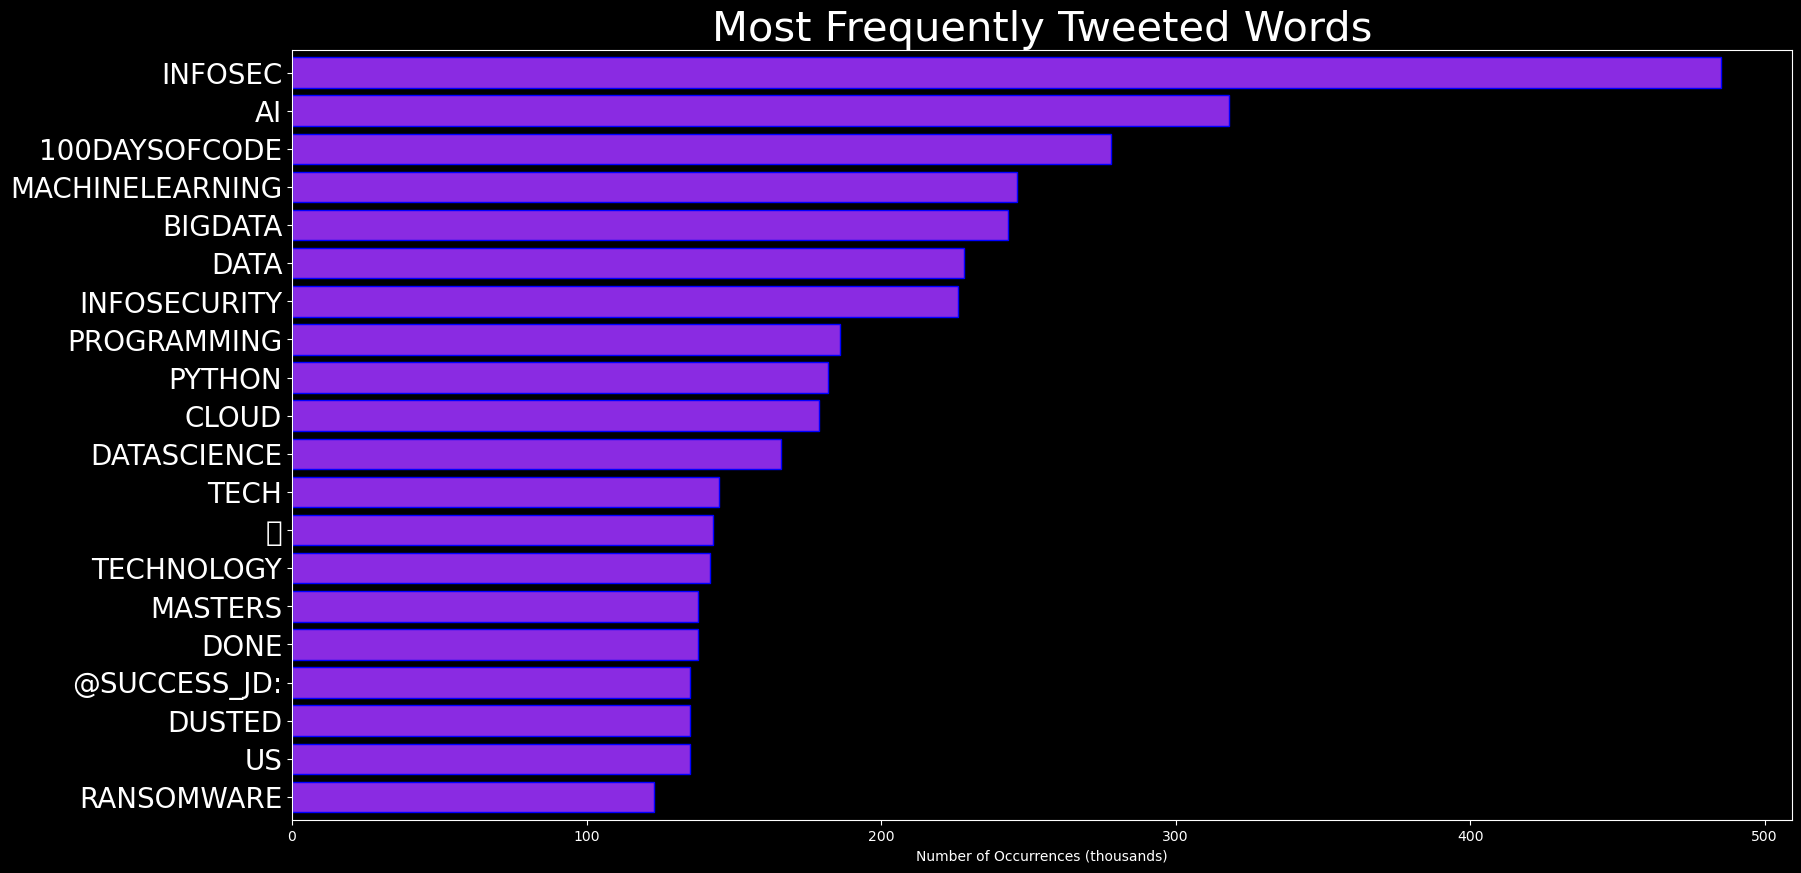 Most Frequently Tweeted Words
INFOSEC
AI
100DAYSOFCODE
MACHINELEARNING
BIGDATA
DATA
INFOSECURITY
PROGRAMMING
PYTHON
CLOUD
DATASCIENCE
TECH
TECHNOLOGY
MASTERS
DONE
@SUCCESS_JD:
DUSTED
US
RANSOMWARE
0 100 200 300 400 500
Number of Occurrences (thousands)